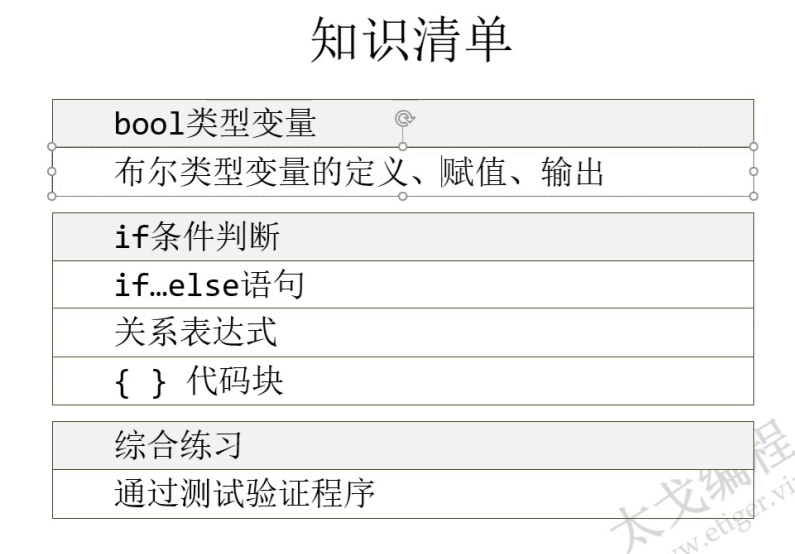 知识清单
bool类型变量
布尔类型变量的定义、赋值、输出
if条件判断
if…else语句
关系表达式
{ } 代码块
综合练习
通过测试验证程序
太戈编程